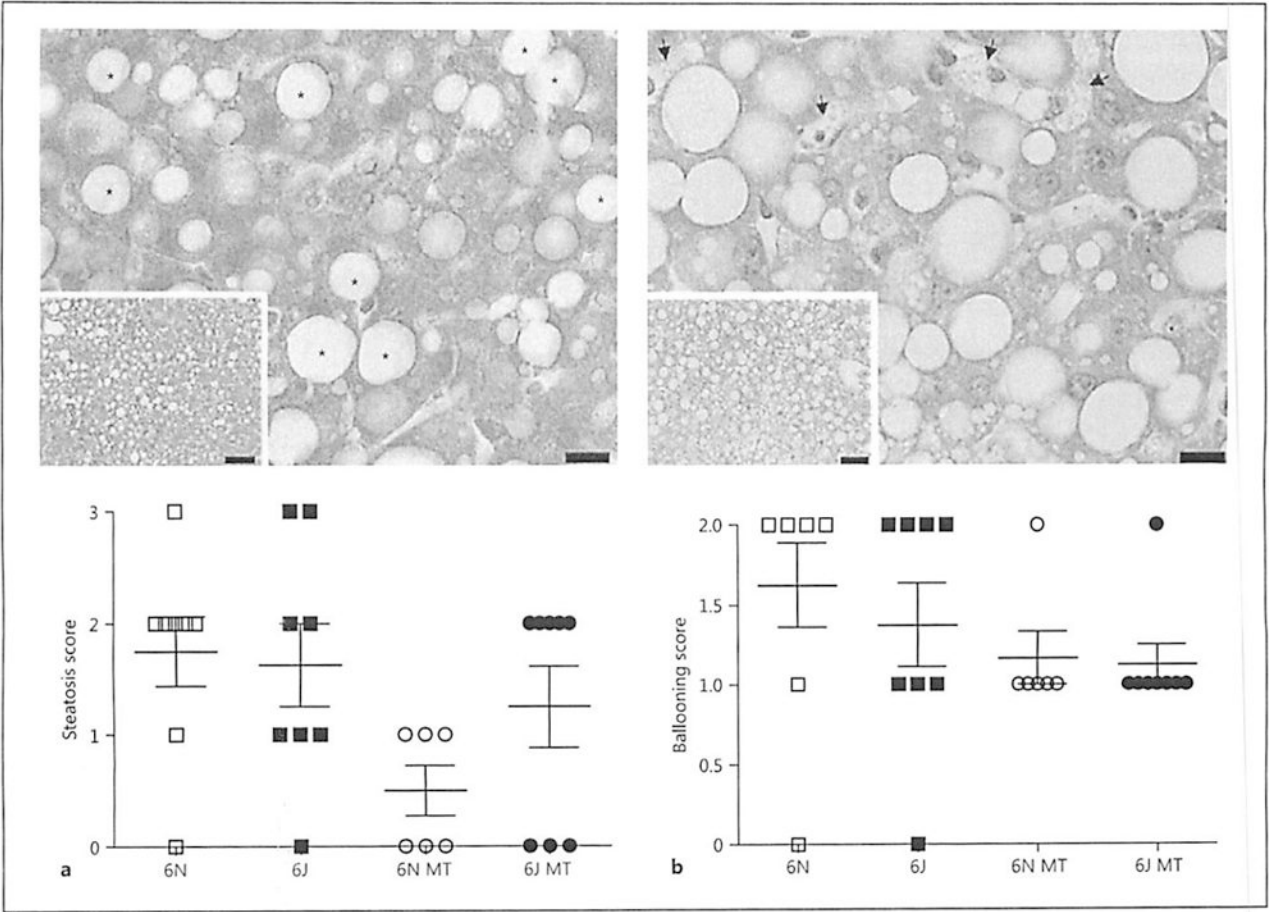 3
2
1
0
Steatosis score
6N
6J
6N MT
6J MT
a
2.0
1.5
1.0
0.5
0
Ballooning score
6N
6J
6N MT
6J MT
b